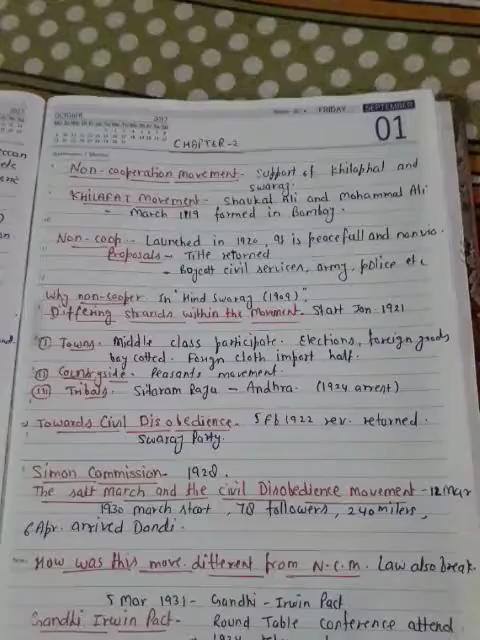 OCTOBER 2017
FRIDAY
SEPTEMBER
01
CHAPTER-2
Non-cooperation movement- Support of Khilaphal and
swaraj.
KHILAFAT MOVEMENT- Shaukat Ali and Mohammal Ali
- March 1919 formed in Bombay.
Non-coop - Launched in 1920, It is peacefull and nonvio.
Proposals - Title returned
- Boycott civil services, army, police etc
Why non-cooper In "Hind Swaraj (1909)".
Differing strands within the Movement. Start Jan-1921
(i) Towns. Middle class participate. Elections, foreign goods
boy cotted. Foreign cloth import half.
(ii) Countryside. Peasants movement.
(iii) Tribals. Sitaram Raju - Andhra. (1924 arrest)
Towards Civil Disobedience. 5 Feb 1922 rev. returned.
Swaraj Party.
Simon Commission. 1928.
The salt march and the civil Disobedience movement - 12 Mar
1930 march start, 78 followers, 240 milers,
6 Apr. arrived Dandi.
How was this move. different from N.C.M. Law also break.
5 Mar 1931- Gandhi - Irwin Pact
Gandhi Irwin Pact- Round Table conference attend